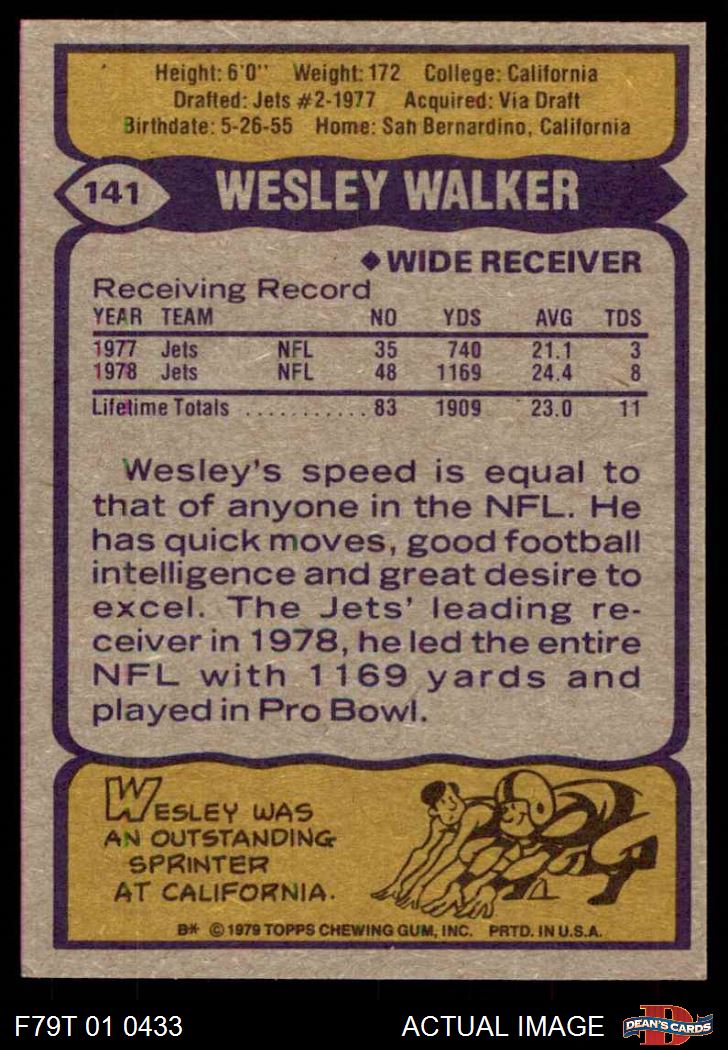 Height: 6'0" Weight: 172 College: California
Drafted: Jets #2-1977 Acquired: Via Draft
Birthdate: 5-26-55 Home: San Bernardino, California
141 WESLEY WALKER
◆WIDE RECEIVER
Receiving Record
YEAR TEAM NO YDS AVG TDS
1977 Jets NFL 35 740 21.1 3
1978 Jets NFL 48 1169 24.4 8
Lifetime Totals ........... 83 1909 23.0 11
Wesley's speed is equal to
that of anyone in the NFL. He
has quick moves, good football
intelligence and great desire to
excel. The Jets' leading re-
ceiver in 1978, he led the entire
NFL with 1169 yards and
played in Pro Bowl.
WESLEY WAS
AN OUTSTANDING
SPRINTER
AT CALIFORNIA.
B* © 1979 TOPPS CHEWING GUM, INC. PRTD. IN U.S.A.
F79T 01 0433 ACTUAL IMAGE D DEAN'S CARDS